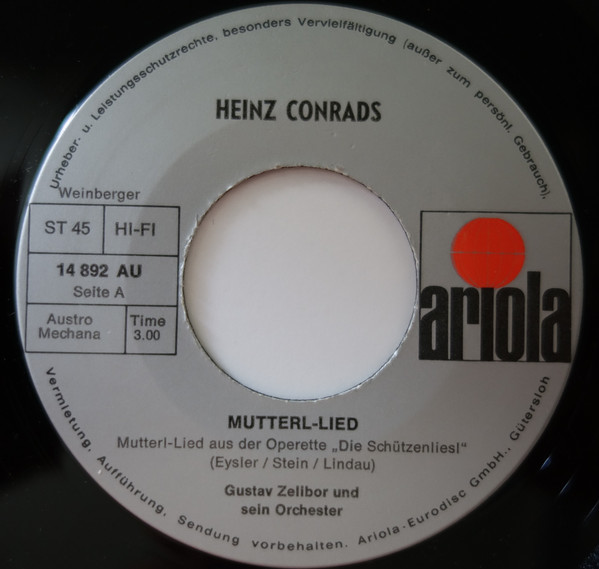 Urheber- u. Leistungsschutzrechte, besonders Vervielfältigung (außer zum persönl. Gebrauch),
HEINZ CONRADS
Weinberger
ST 45 HI-FI
14 892 AU
Seite A
Austro Mechana
Time 3.00
ariola
MUTTERL-LIED
Mutterl-Lied aus der Operette „Die Schützenliesl“
(Eysler / Stein / Lindau)
Gustav Zelibor und
sein Orchester
Vermietung, Aufführung, Sendung vorbehalten. Ariola-Eurodisc GmbH., Gütersloh